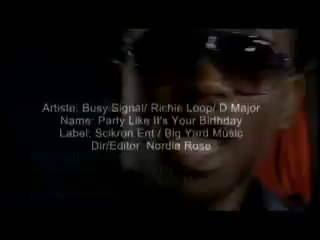 Artiste: Busy Signal/ Richie Loop/ D Major
Name: Party Like It's Your Birthday
Label: Scikron Ent / Big Yard Music
Dir/Editor  Nordia Rose